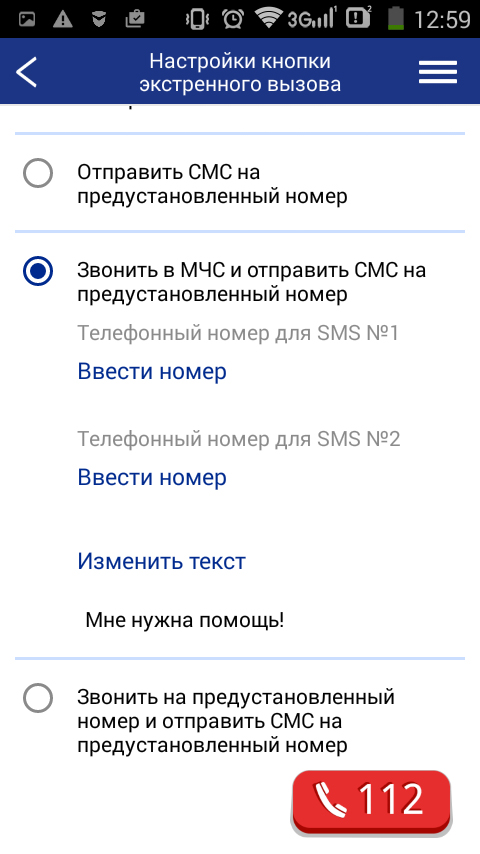 3G
1
2
12:59
Настройки кнопки
экстренного вызова
Отправить СМС на
предустановленный номер
Звонить в МЧС и отправить СМС на
предустановленный номер
Телефонный номер для SMS №1
Ввести номер
Телефонный номер для SMS №2
Ввести номер
Изменить текст
Мне нужна помощь!
Звонить на предустановленный
номер и отправить СМС на
предустановленный номер
112